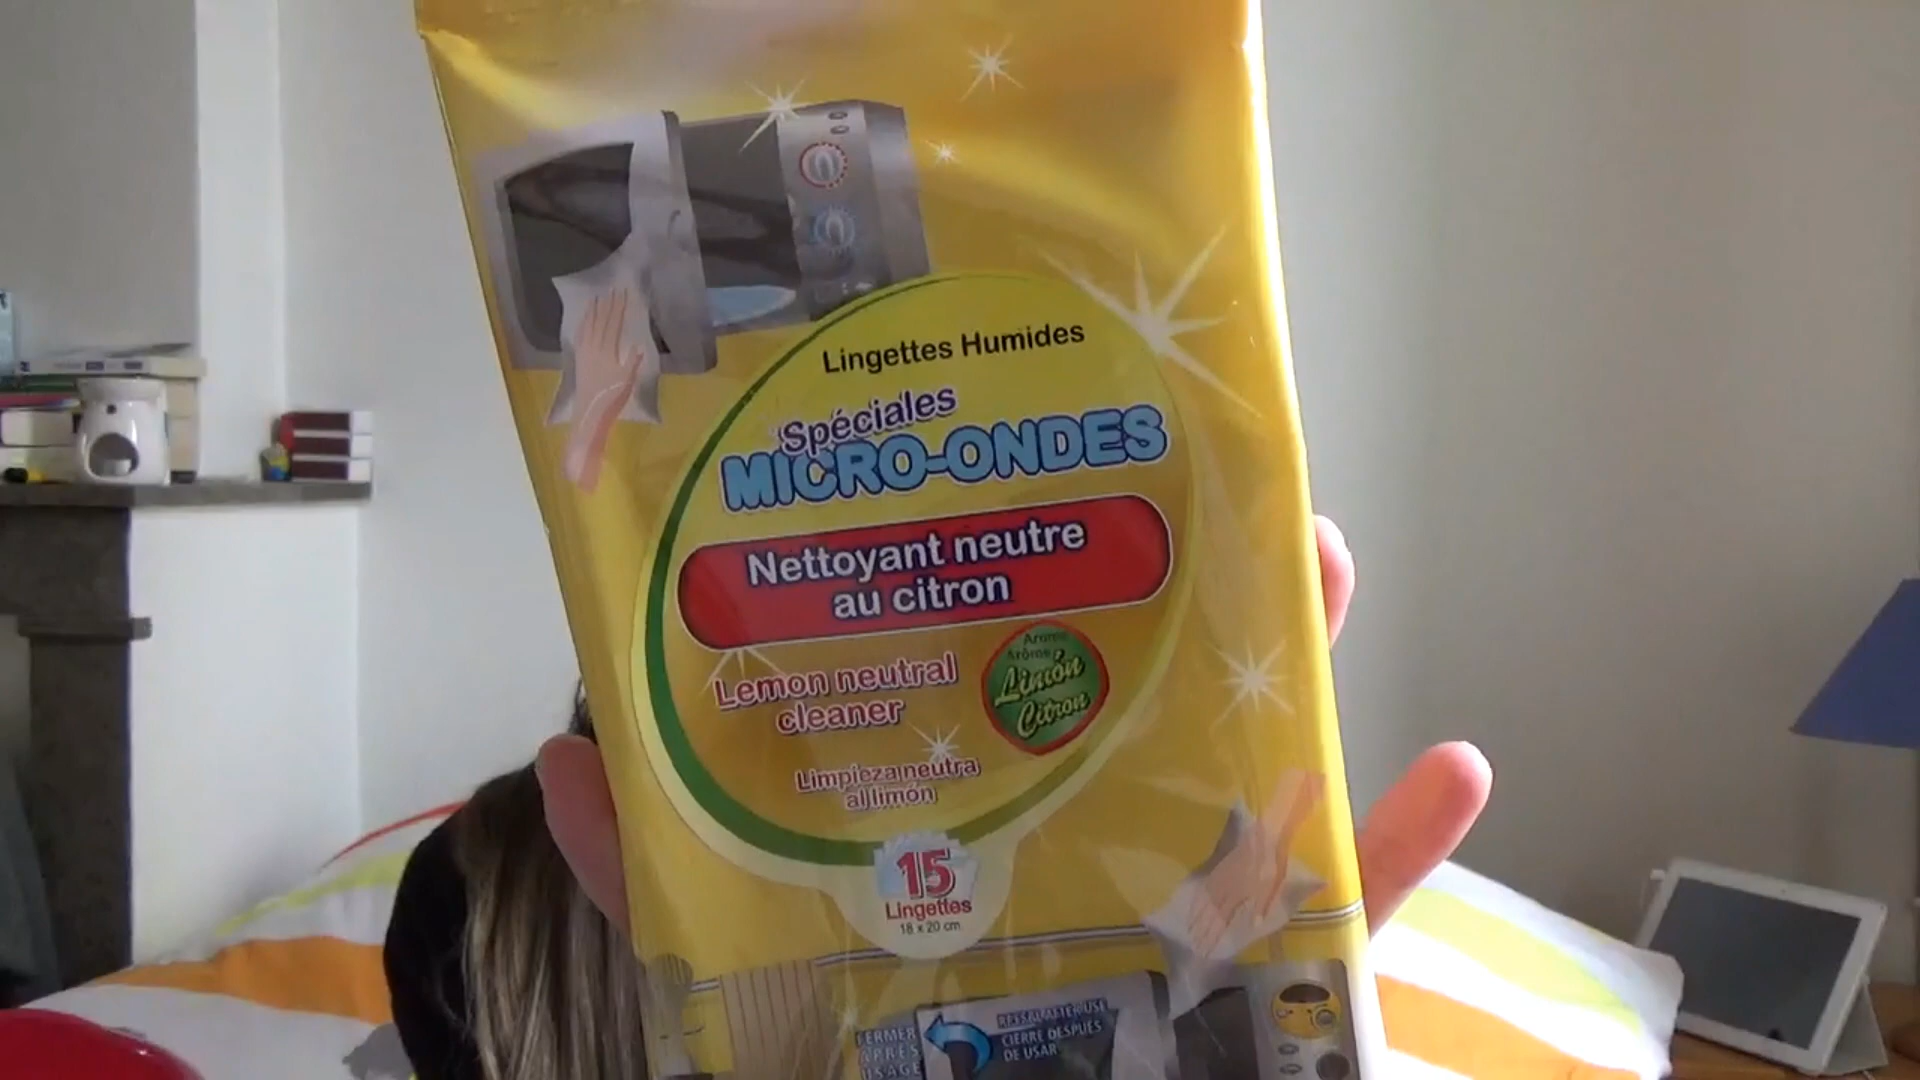 Lingettes Humides
Spéciales
MICRO-ONDES
Nettoyant neutre
au citron
Lemon neutral
cleaner
Aroma
Arôme
Limón
Citron
Limpieza neutra
al limón
15
Lingettes
18 x 20 cm
FERMER
APRÈS
USAGE
RESEAL AFTER USE
CIERRE DESPUÉS
DE USAR